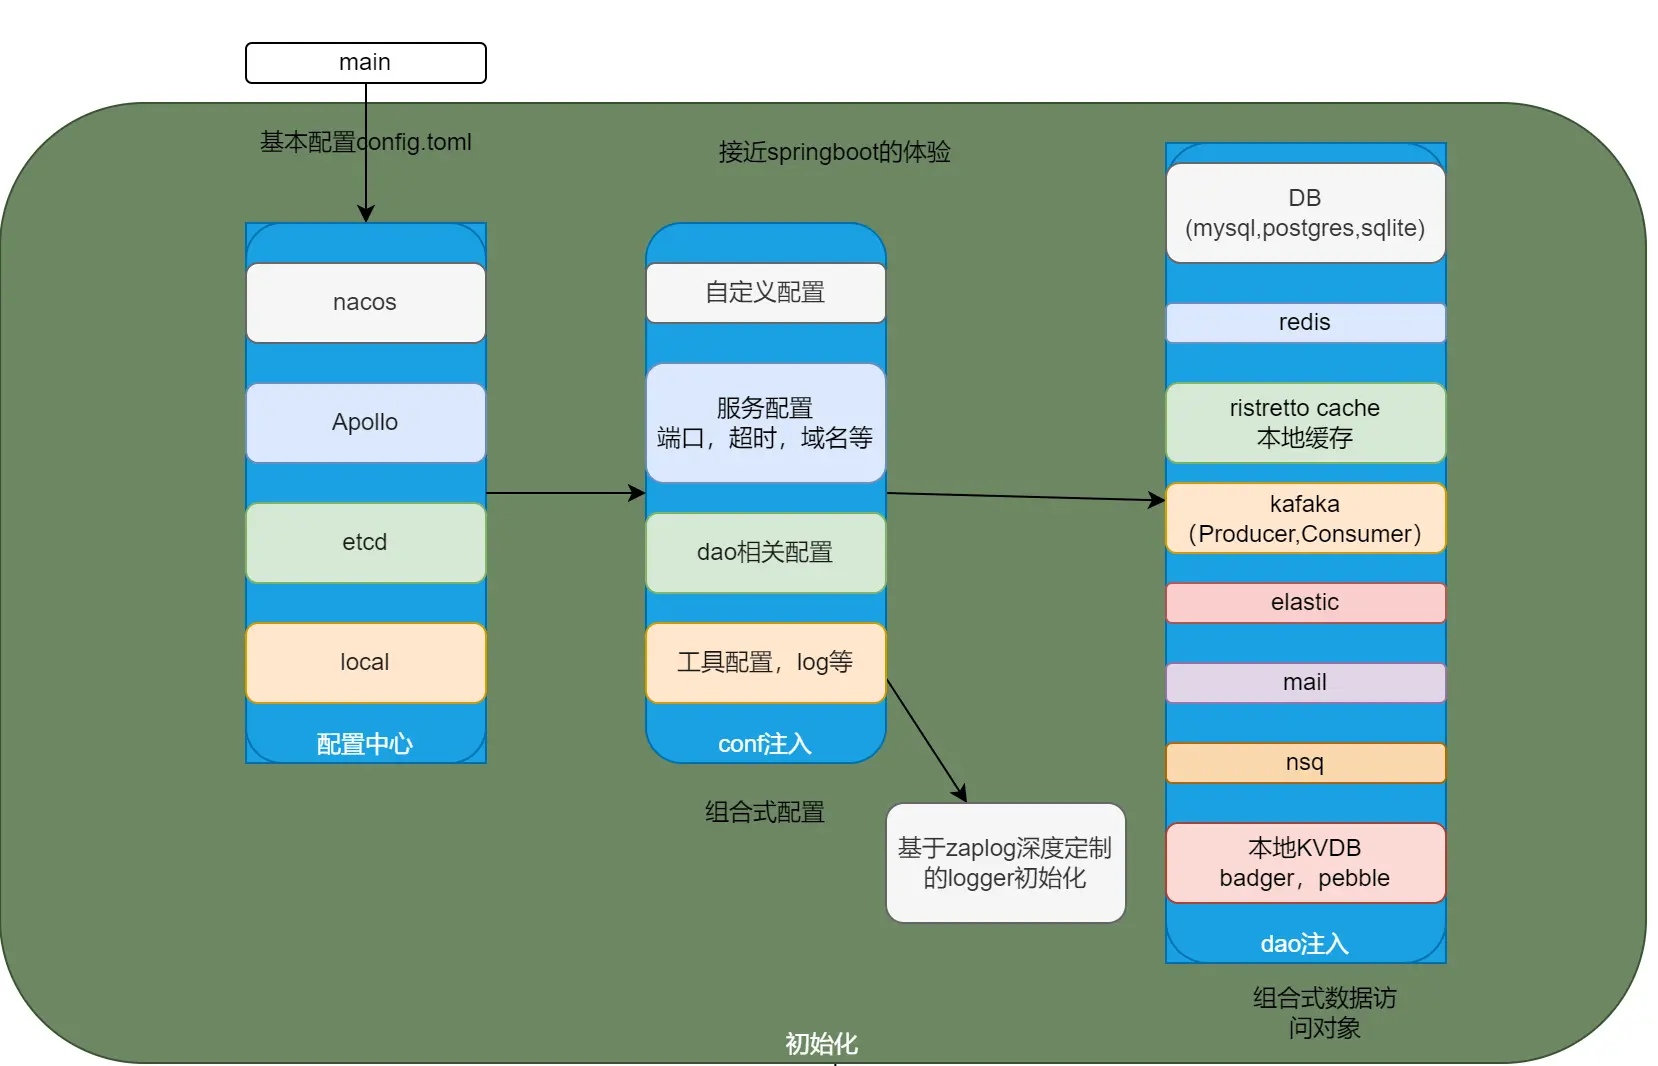 main
基本配置config.toml
接近springboot的体验
nacos
Apollo
etcd
local
配置中心
自定义配置
服务配置
端口，超时，域名等
dao相关配置
工具配置，log等
conf注入
组合式配置
基于zaplog深度定制
的logger初始化
DB
(mysql,postgres,sqlite)
redis
ristretto cache
本地缓存
kafaka
（Producer,Consumer）
elastic
mail
nsq
本地KVDB
badger，pebble
dao注入
组合式数据访
问对象
初始化